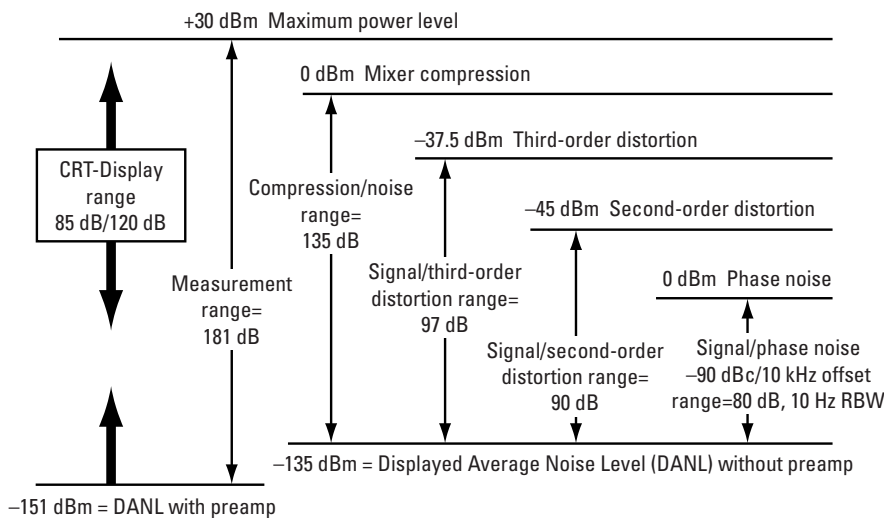 +30 dBm Maximum power level
0 dBm Mixer compression
–37.5 dBm Third-order distortion
CRT-Display
range
85 dB/120 dB
Compression/noise
range=
135 dB
–45 dBm Second-order distortion
Measurement
range=
181 dB
Signal/third-order
distortion range=
97 dB
0 dBm Phase noise
Signal/second-order
distortion range=
90 dB
Signal/phase noise
–90 dBc/10 kHz offset
range=80 dB, 10 Hz RBW
–135 dBm = Displayed Average Noise Level (DANL) without preamp
–151 dBm = DANL with preamp